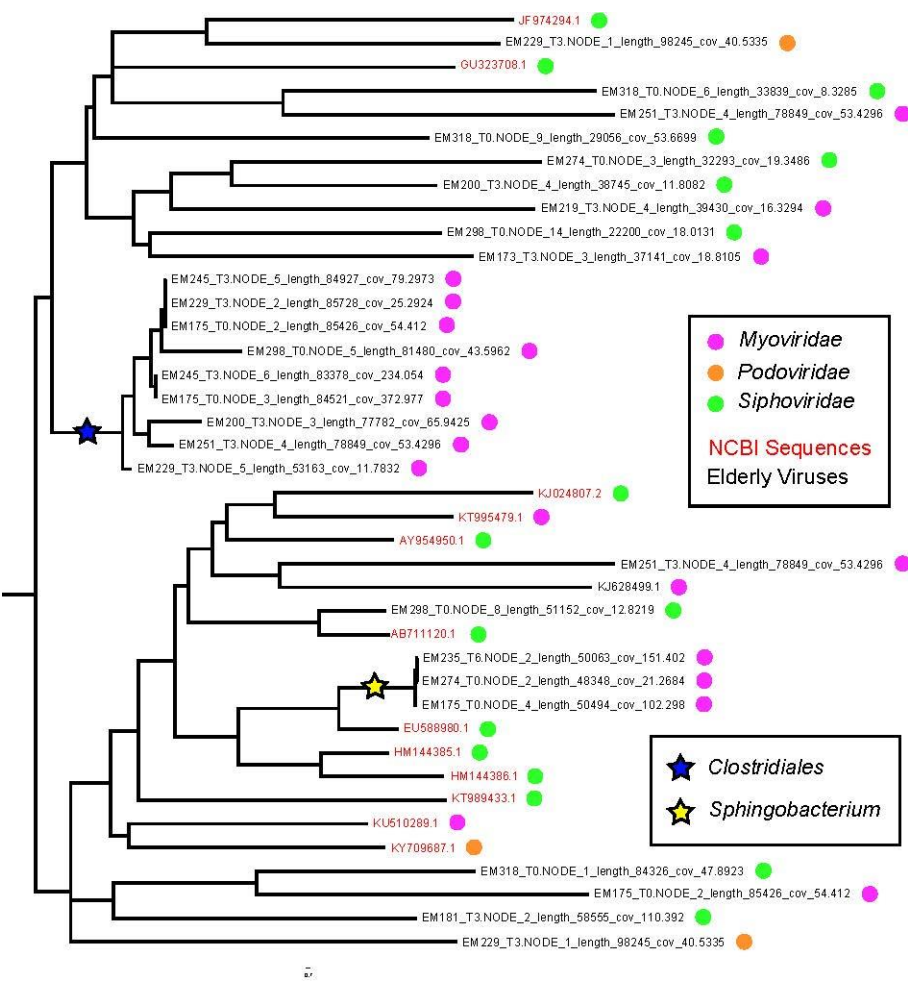 JF974294.1
EM229_T3.NODE_1_length_98245_cov_40.5335
GU323708.1
EM318_T0.NODE_6_length_33839_cov_8.3285
EM251_T3.NODE_4_length_78849_cov_53.4296
EM318_T0.NODE_9_length_29056_cov_53.6699
EM274_T0.NODE_3_length_32293_cov_19.3486
EM200_T3.NODE_4_length_38745_cov_11.8082
EM219_T3.NODE_4_length_39430_cov_16.3294
EM298_T0.NODE_14_length_22200_cov_18.0131
EM173_T3.NODE_3_length_37141_cov_18.8105
EM245_T3.NODE_5_length_84927_cov_79.2973
EM229_T3.NODE_2_length_85728_cov_25.2924
EM175_T0.NODE_2_length_85426_cov_54.412
EM298_T0.NODE_5_length_81480_cov_43.5962
EM245_T3.NODE_6_length_83378_cov_234.054
EM175_T0.NODE_3_length_84521_cov_372.977
EM200_T3.NODE_3_length_77782_cov_65.9425
EM251_T3.NODE_4_length_78849_cov_53.4296
EM229_T3.NODE_5_length_53163_cov_11.7832
Myoviridae
Podoviridae
Siphoviridae
NCBI Sequences
Elderly Viruses
KJ024807.2
KT995479.1
AY954950.1
EM251_T3.NODE_4_length_78849_cov_53.4296
KJ628499.1
EM298_T0.NODE_8_length_51152_cov_12.8219
AB711120.1
EM235_T6.NODE_2_length_50063_cov_151.402
EM274_T0.NODE_2_length_48348_cov_21.2684
EM175_T0.NODE_4_length_50494_cov_102.298
EU588980.1
HM144385.1
HM144386.1
KT989433.1
KU510289.1
KY709687.1
Clostridiales
Sphingobacterium
EM318_T0.NODE_1_length_84326_cov_47.8923
EM175_T0.NODE_2_length_85426_cov_54.412
EM181_T3.NODE_2_length_58555_cov_110.392
EM229_T3.NODE_1_length_98245_cov_40.5335